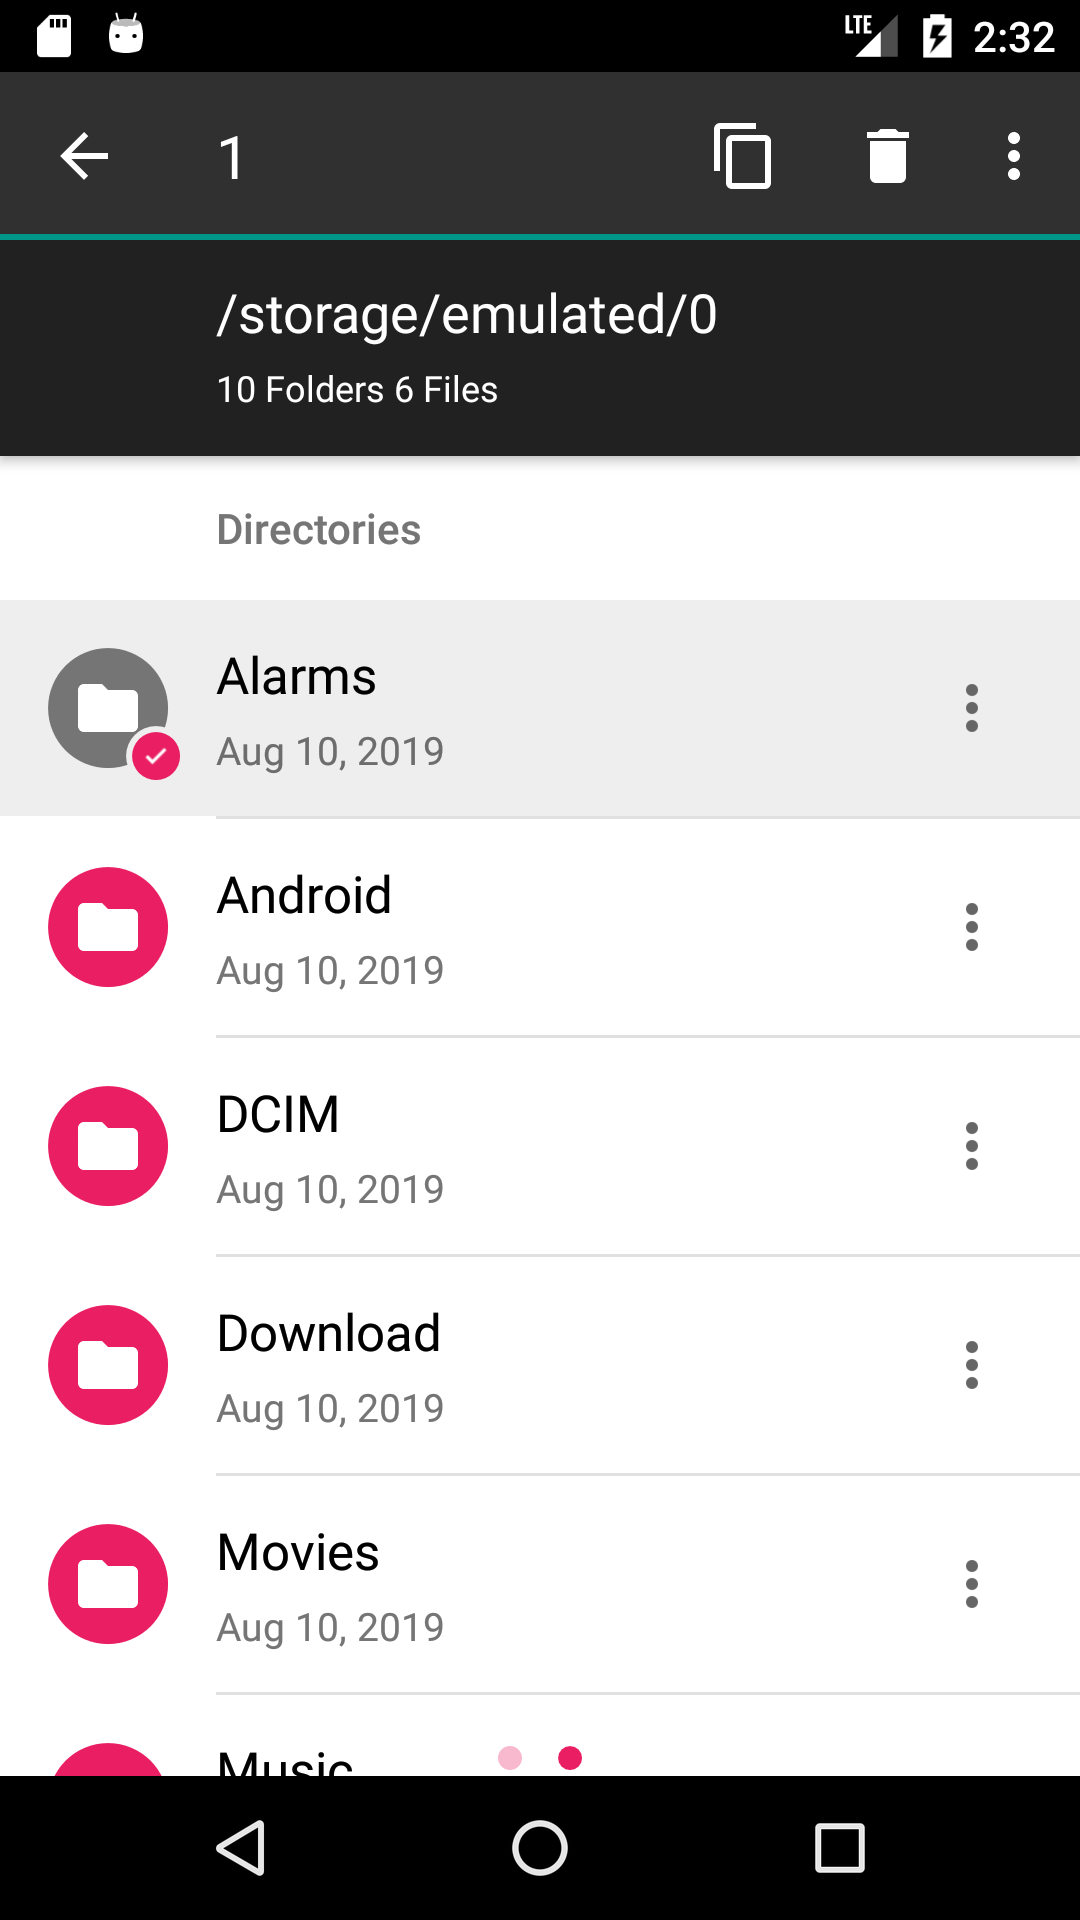 LTE 2:32
1
/storage/emulated/0
10 Folders 6 Files
Directories
Alarms
Aug 10, 2019
Android
Aug 10, 2019
DCIM
Aug 10, 2019
Download
Aug 10, 2019
Movies
Aug 10, 2019
Music